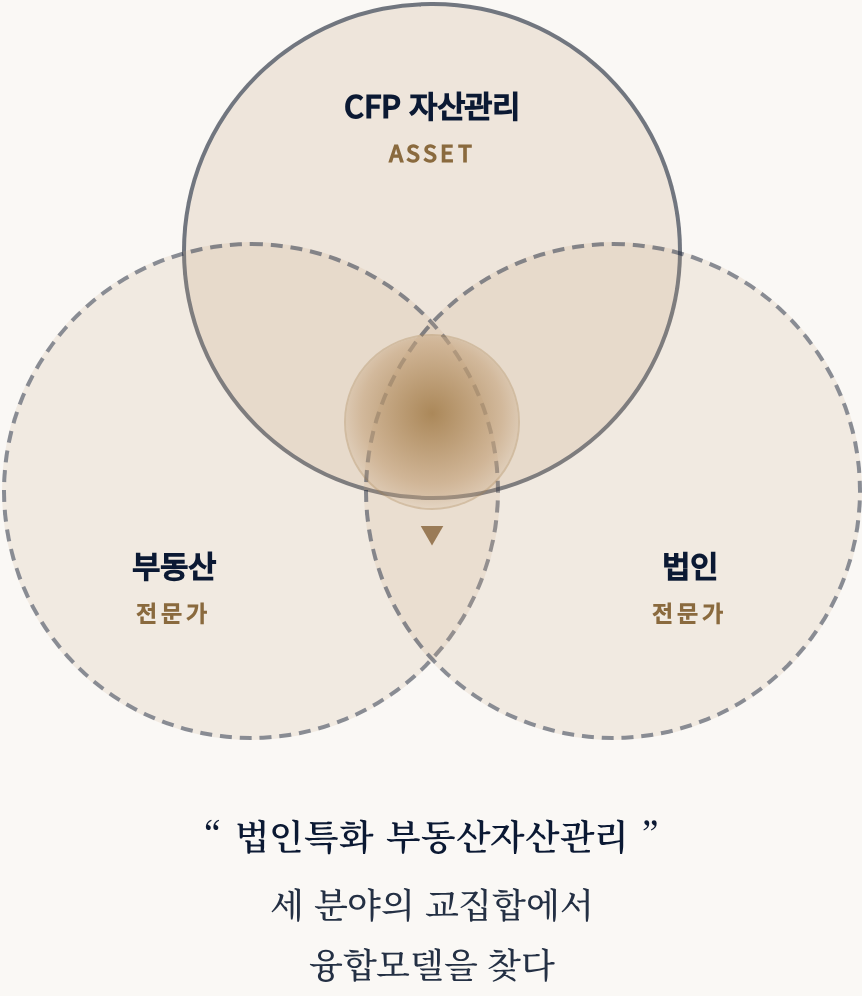 CFP 자산관리
ASSET
부동산
전문가
법인
전문가
“ 법인특화 부동산자산관리 ”
세 분야의 교집합에서
융합모델을 찾다